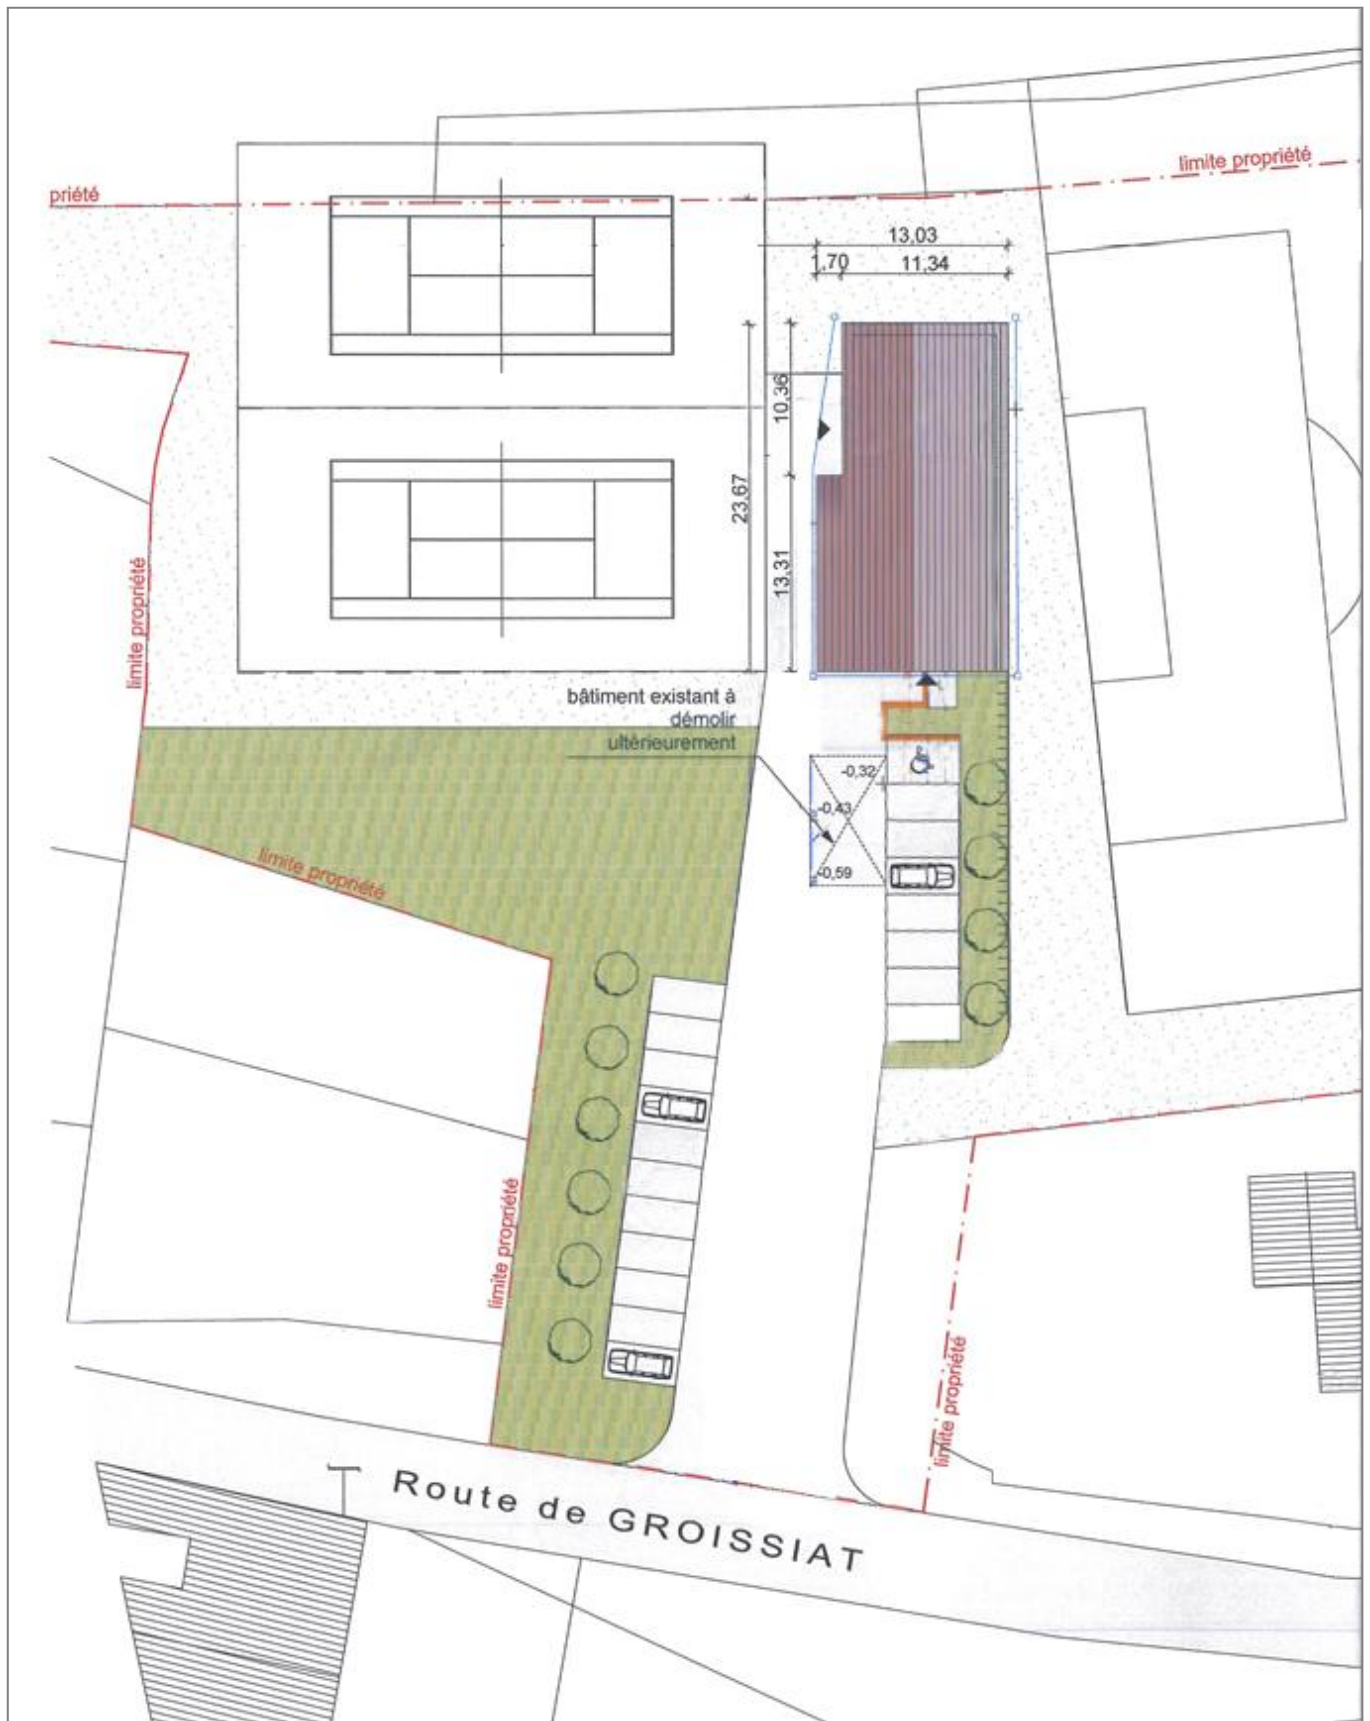 limite propriété
priété
13,03
1,70
11,34
10,36
23,67
13,31
limite propriété
bâtiment existant à
démolir
ultérieurement
-0,32
-0,43
-0,59
limite propriété
limite propriété
limite propriété
Route de GROISSIAT